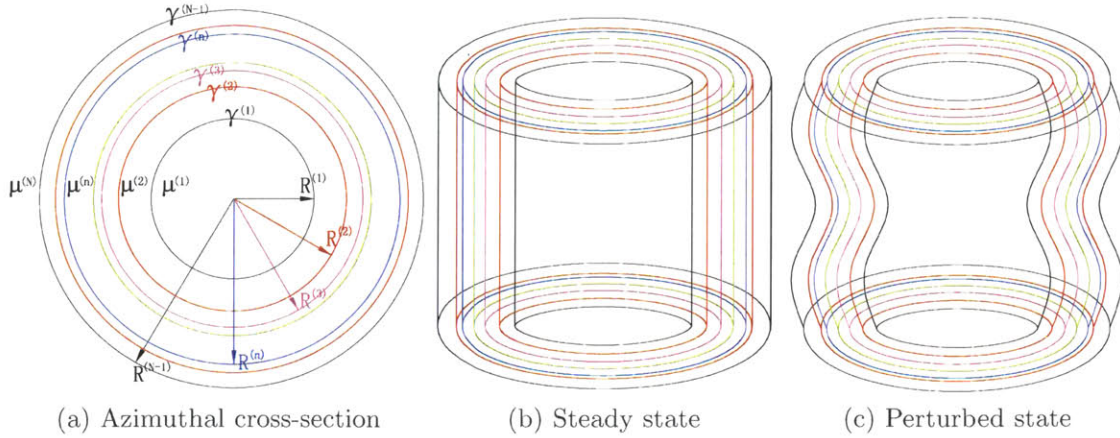 γ(N-1)
γ(n)
γ(3)
γ(2)
γ(1)
μ(N) μ(n) μ(2) μ(1) R(1)
R(2)
R(3)
R(N-1) R(n)
(a) Azimuthal cross-section (b) Steady state (c) Perturbed state